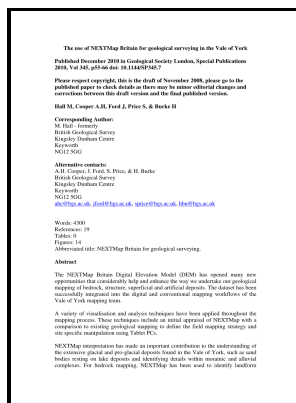 The use of NEXTMap Britain for geological surveying in the Vale of York
Published December 2010 in Geological Society London, Special Publications
2010, Vol 345, p55-66 doi: 10.1144/SP345.7
Please respect copyright, this is the draft of November 2008, please go to the
published paper to check details as there may be minor editorial changes and
corrections between this draft version and the final published version.
Hall M, Cooper A.H, Ford J, Price S, & Burke H
Corresponding Author:
M. Hall - formerly
British Geological Survey
Kingsley Dunham Centre
Keyworth
NG12 5GG
Alternative contacts:
A.H. Cooper, J. Ford, S. Price, & H. Burke
British Geological Survey
Kingsley Dunham Centre
Keyworth
NG12 5GG
ahc@bgs.ac.uk, jford@bgs.ac.uk, sprice@bgs.ac.uk, hbu@bgs.ac.uk
Words: 4300
References: 19
Tables: 0
Figures: 14
Abbreviated title: NEXTMap Britain for geological surveying.
Abstract
The NEXTMap Britain Digital Elevation Model (DEM) has opened many new
opportunities that considerably help and enhance the way we undertake our geological
mapping of bedrock, structure, superficial and artificial deposits. The dataset has been
successfully integrated into the digital and conventional mapping workflows of the
Vale of York mapping team.
A variety of visualisation and analysis techniques have been applied throughout the
mapping process. These techniques include an initial appraisal of NEXTMap with a
comparison to existing geological mapping to define the field mapping strategy and
site specific manipulation using Tablet PCs.
NEXTMap interpretation has made an important contribution to the understanding of
the extensive glacial and pro-glacial deposits found in the Vale of York, such as sand
bodies resting on lake deposits and identifying details within morainic and alluvial
complexes. For bedrock mapping, NEXTMap has been used to identify landform